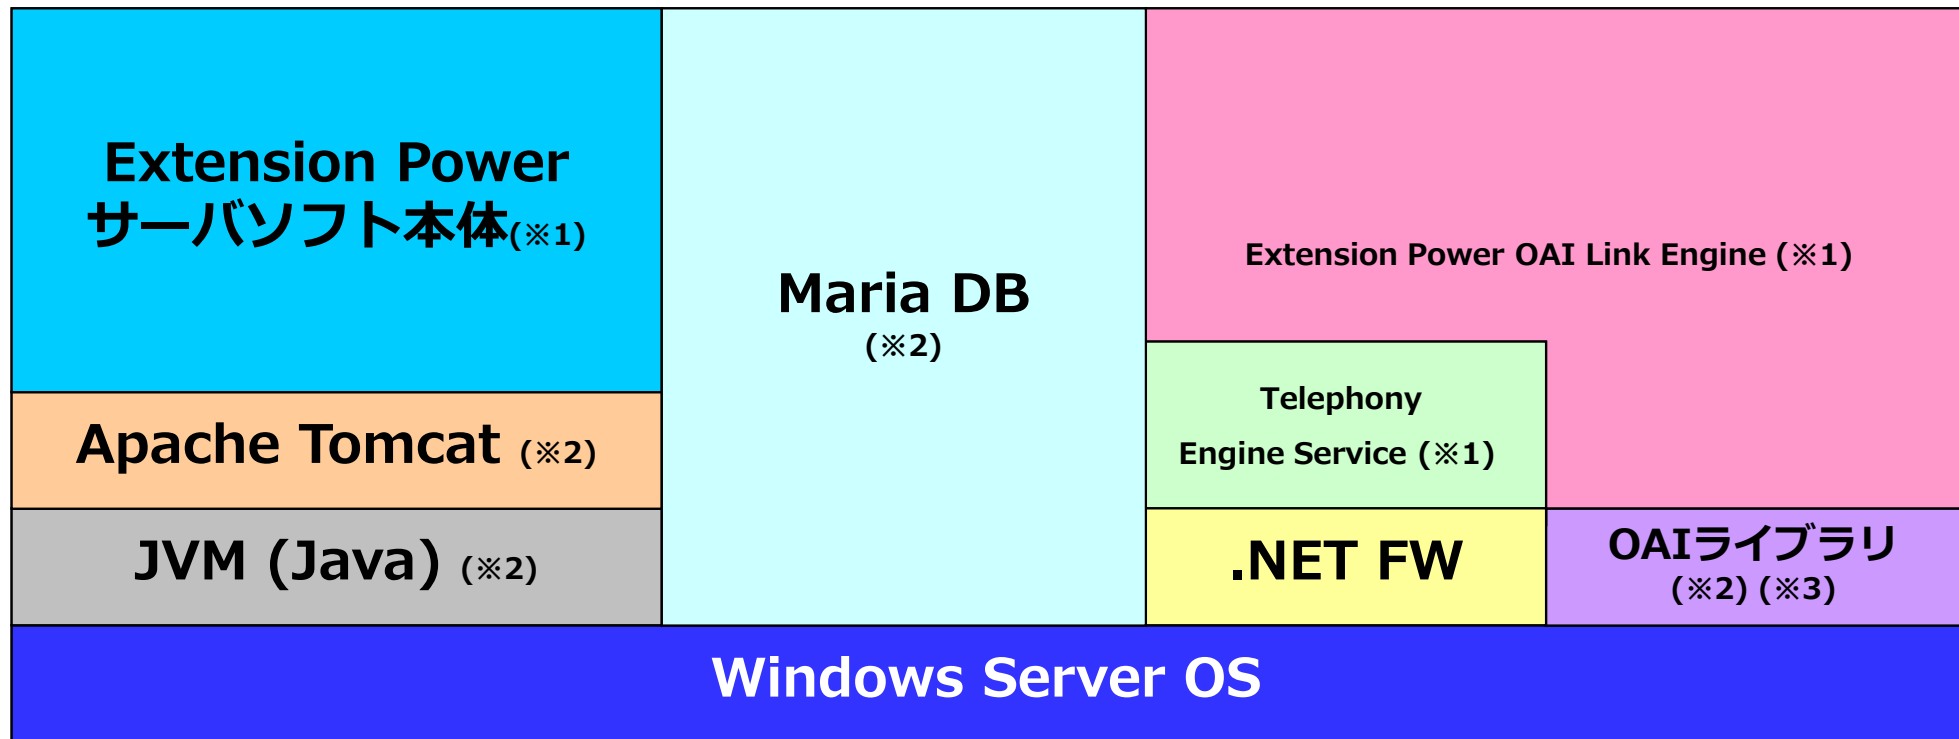 Extension Power
サーバソフト本体(※1)
Apache Tomcat (※2)
JVM (Java) (※2)
Maria DB
(※2)
Extension Power OAI Link Engine (※1)
Telephony
Engine Service (※1)
.NET FW
OAIライブラリ
(※2) (※3)
Windows Server OS